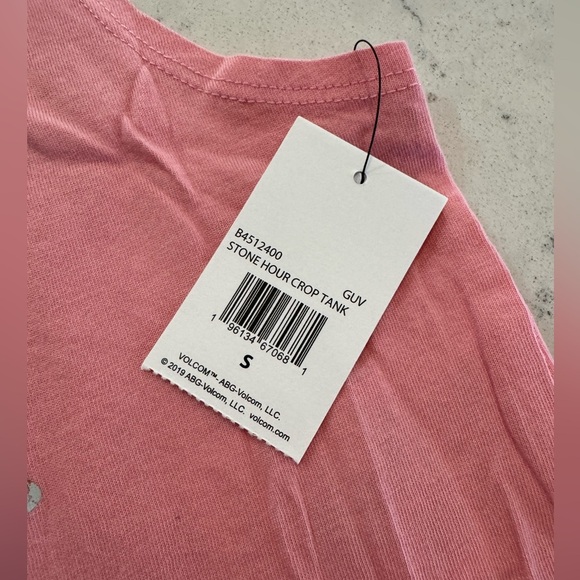 B4512400
STONE HOUR CROP TANK
GUV
1 96134 67068 1
S
VOLCOM™- ABG-Volcom, LLC.
© 2019 ABG-Volcom, LLC. volcom.com